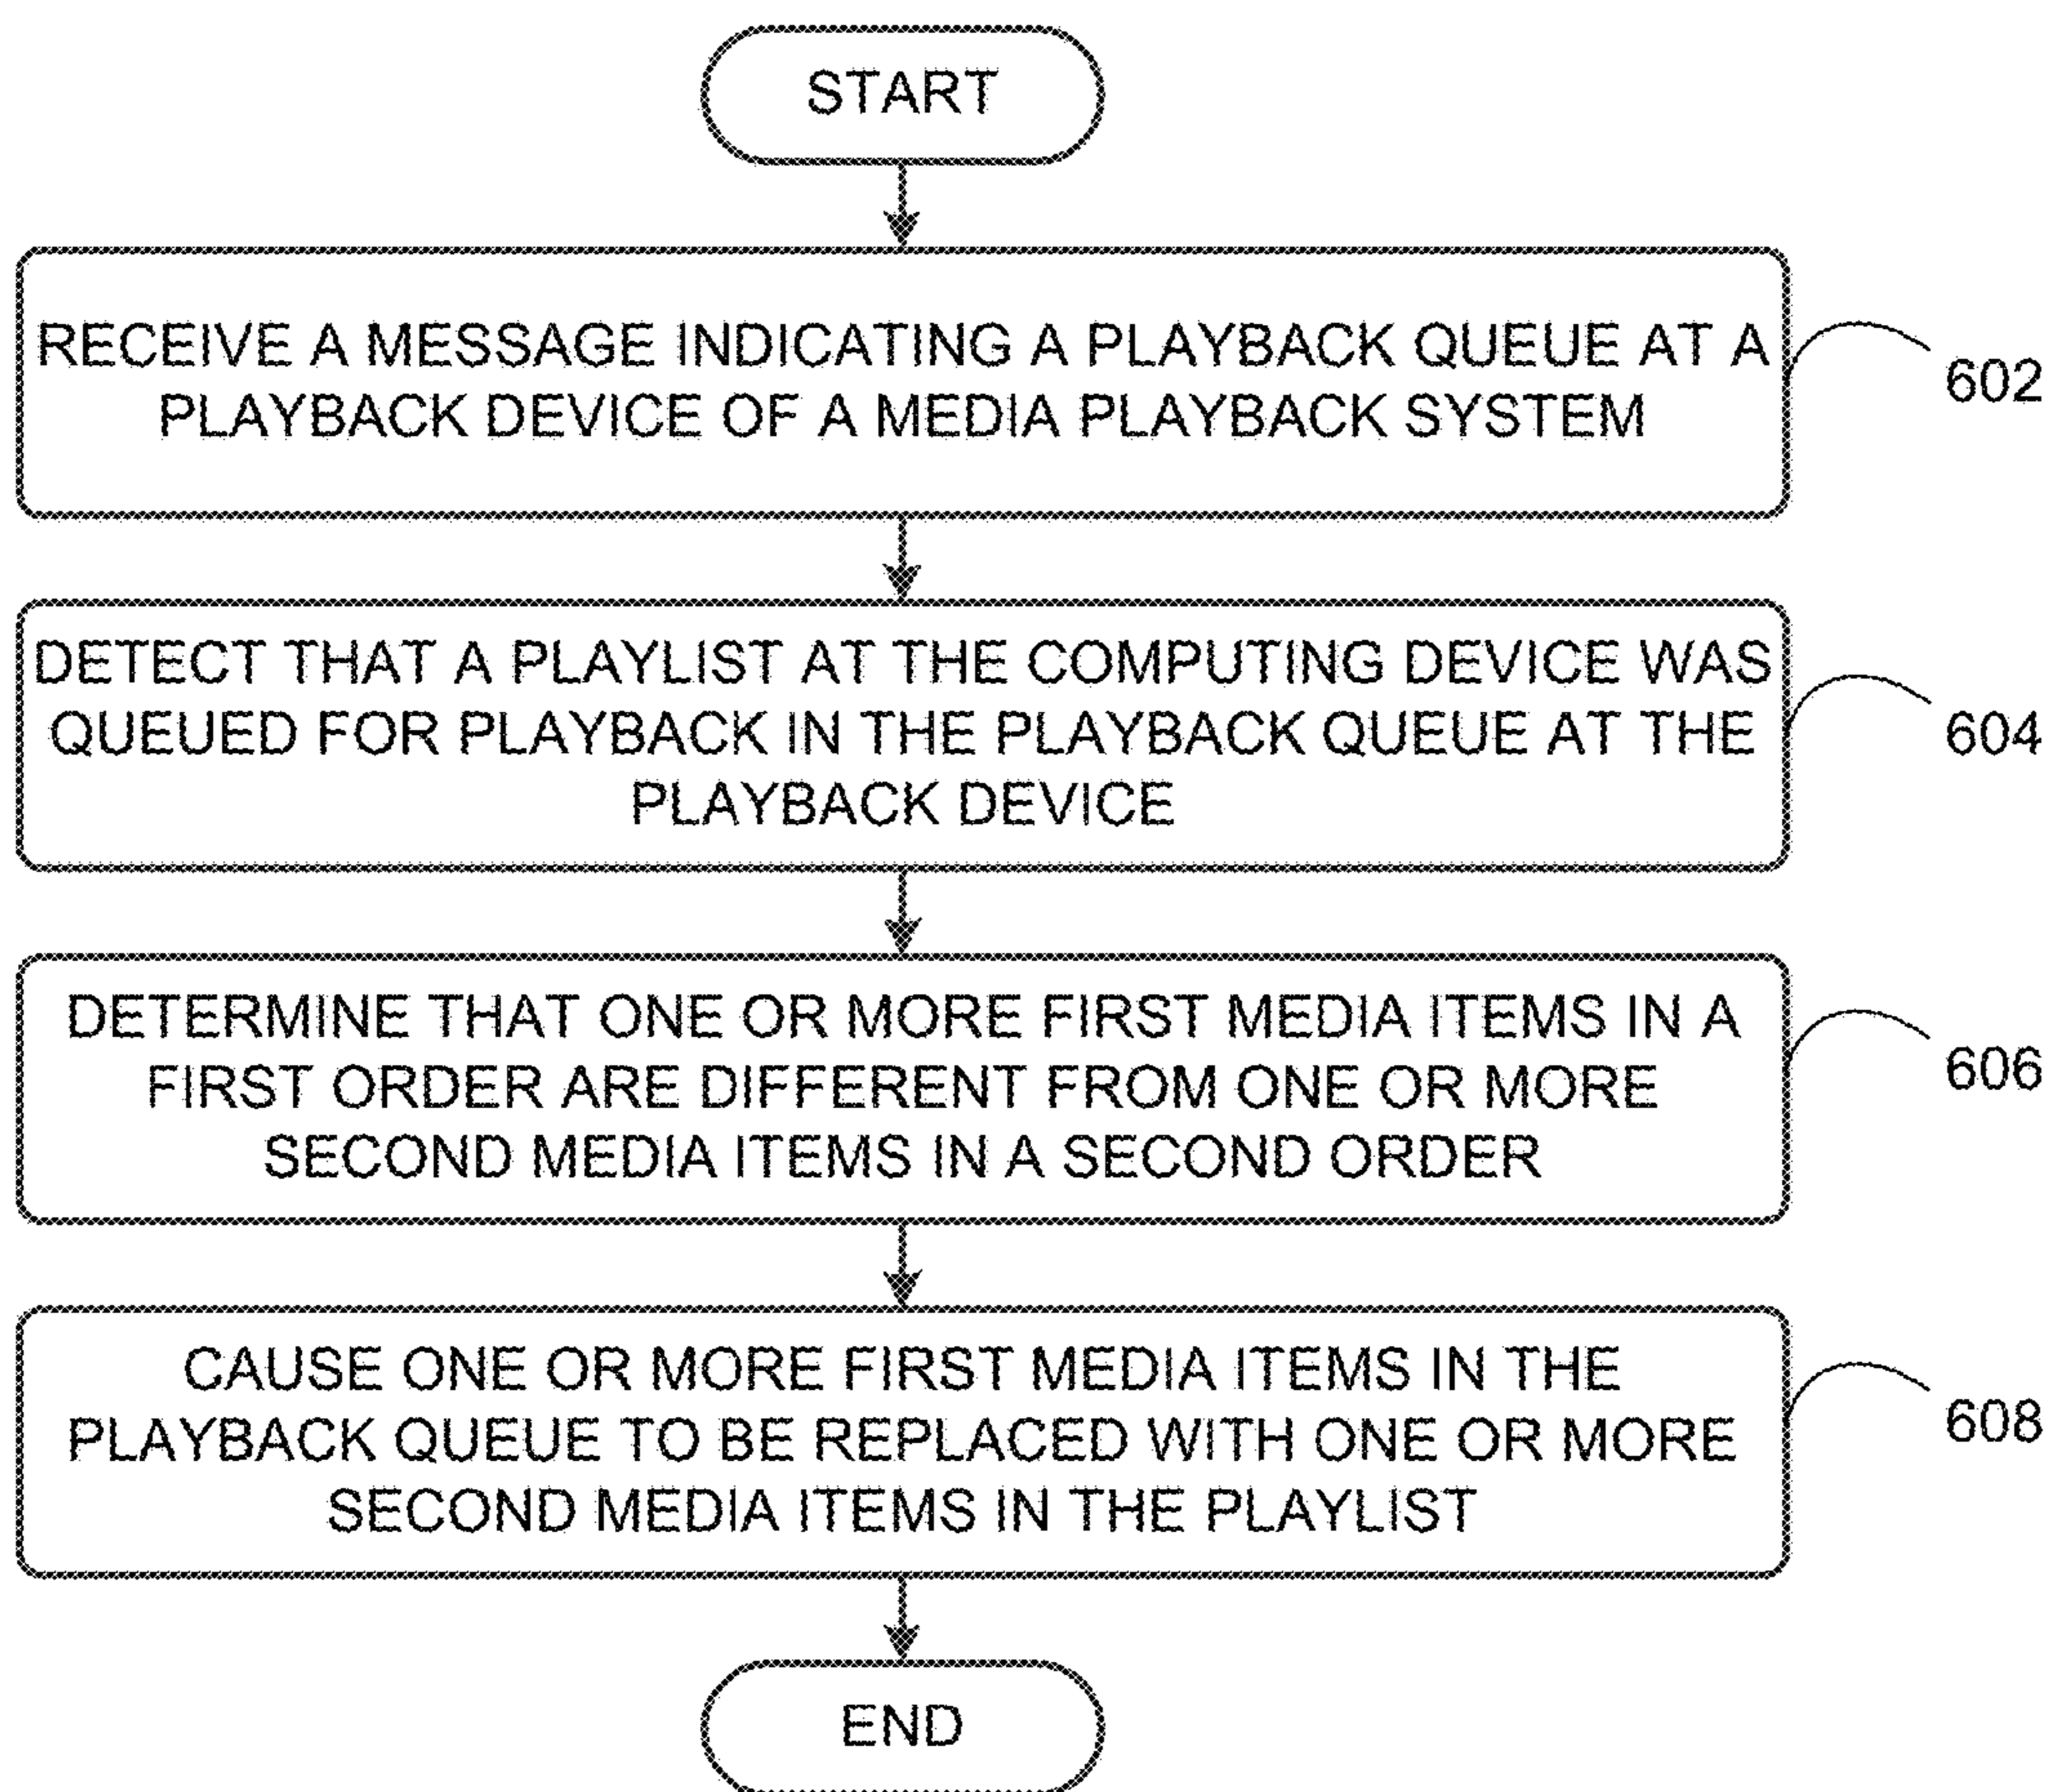 START
RECEIVE A MESSAGE INDICATING A PLAYBACK QUEUE AT A
PLAYBACK DEVICE OF A MEDIA PLAYBACK SYSTEM
602
DETECT THAT A PLAYLIST AT THE COMPUTING DEVICE WAS
QUEUED FOR PLAYBACK IN THE PLAYBACK QUEUE AT THE
PLAYBACK DEVICE
604
DETERMINE THAT ONE OR MORE FIRST MEDIA ITEMS IN A
FIRST ORDER ARE DIFFERENT FROM ONE OR MORE
SECOND MEDIA ITEMS IN A SECOND ORDER
606
CAUSE ONE OR MORE FIRST MEDIA ITEMS IN THE
PLAYBACK QUEUE TO BE REPLACED WITH ONE OR MORE
SECOND MEDIA ITEMS IN THE PLAYLIST
608
END